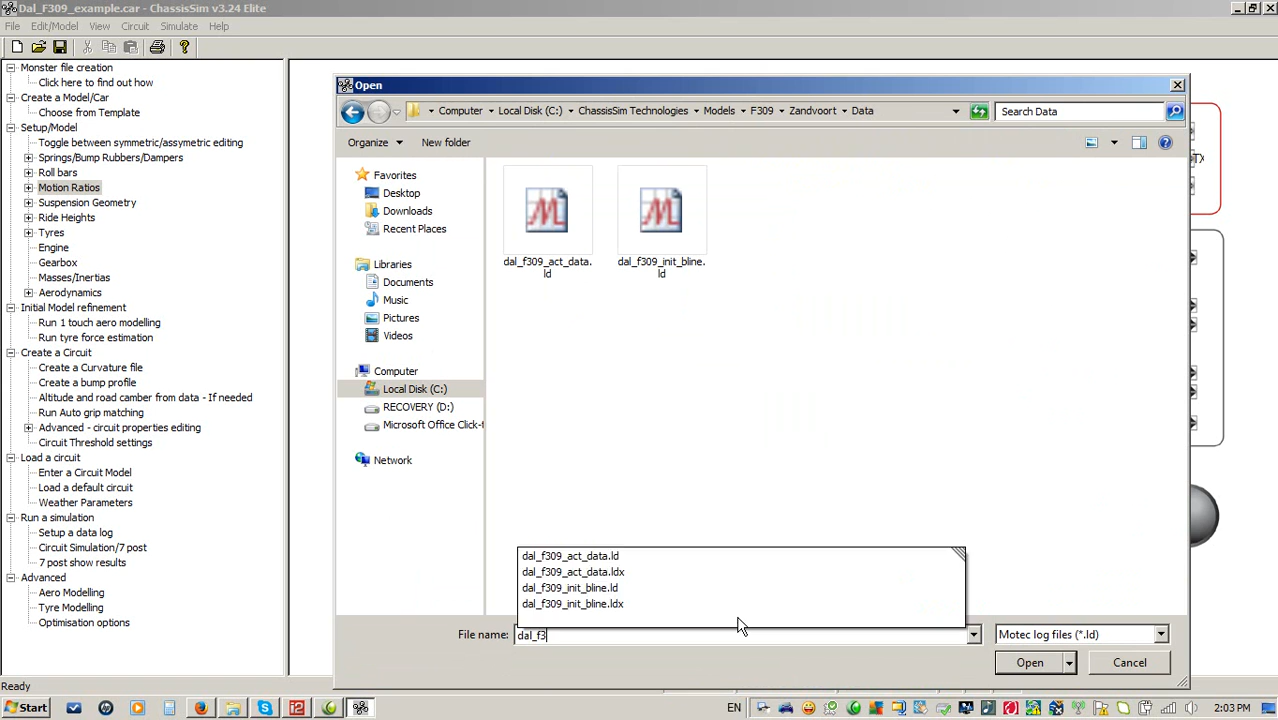 Dal_F309_example.car - ChassisSim v3.24 Elite
File Edit/Model View Circuit Simulate Help
Monster file creation
Click here to find out how
Create a Model/Car
Choose from Template
Setup/Model
Toggle between symmetric/assymetric editing
Springs/Bump Rubbers/Dampers
Roll bars
Motion Ratios
Suspension Geometry
Ride Heights
Tyres
Engine
Gearbox
Masses/Inertias
Aerodynamics
Initial Model refinement
Run 1 touch aero modelling
Run tyre force estimation
Create a Circuit
Create a Curvature file
Create a bump profile
Altitude and road camber from data - If needed
Run Auto grip matching
Advanced - circuit properties editing
Circuit Threshold settings
Load a circuit
Enter a Circuit Model
Load a default circuit
Weather Parameters
Run a simulation
Setup a data log
Circuit Simulation/7 post
7 post show results
Advanced
Aero Modelling
Tyre Modelling
Optimisation options
Open
Computer Local Disk (C:) ChassisSim Technologies Models F309 Zandvoort Data
Search Data
Organize New folder
Favorites
Desktop
Downloads
Recent Places
Libraries
Documents
Music
Pictures
Videos
Computer
Local Disk (C:)
RECOVERY (D:)
Microsoft Office Click-t
Network
dal_f309_act_data.
ld
dal_f309_init_bline.
ld
dal_f309_act_data.ld
dal_f309_act_data.ldx
dal_f309_init_bline.ld
dal_f309_init_bline.ldx
File name: dal_f3
Motec log files (*.ld)
Open Cancel
TX
Ready
Start
EN
2:03 PM